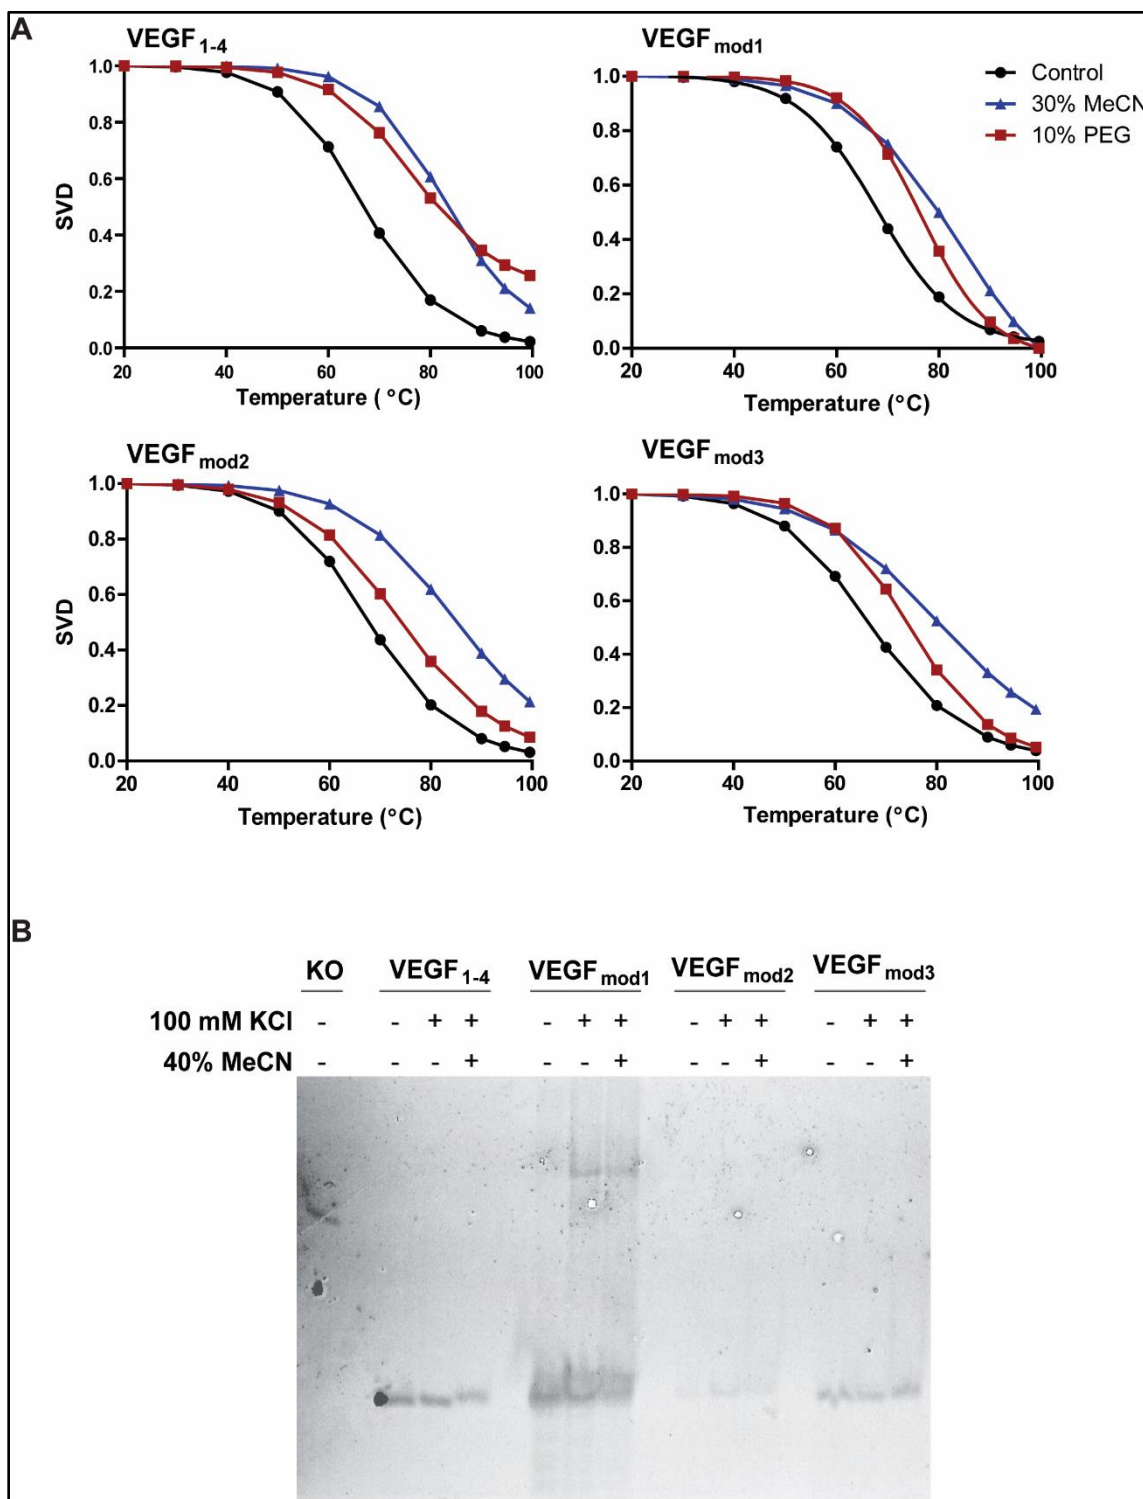 A
VEGF1-4
1.0
0.8
0.6
0.4
0.2
0.0
SVD
20 40 60 80 100
Temperature ( °C)
VEGFmod1
1.0
0.8
0.6
0.4
0.2
0.0
20 40 60 80 100
Temperature (°C)
Control
30% MeCN
10% PEG
VEGFmod2
1.0
0.8
0.6
0.4
0.2
0.0
SVD
20 40 60 80 100
Temperature (°C)
VEGFmod3
1.0
0.8
0.6
0.4
0.2
0.0
20 40 60 80 100
Temperature (°C)
B
KO VEGF1-4 VEGFmod1 VEGFmod2 VEGFmod3
100 mM KCl - - + + - + + - + + - + +
40% MeCN - - - + - - + - - + - - +